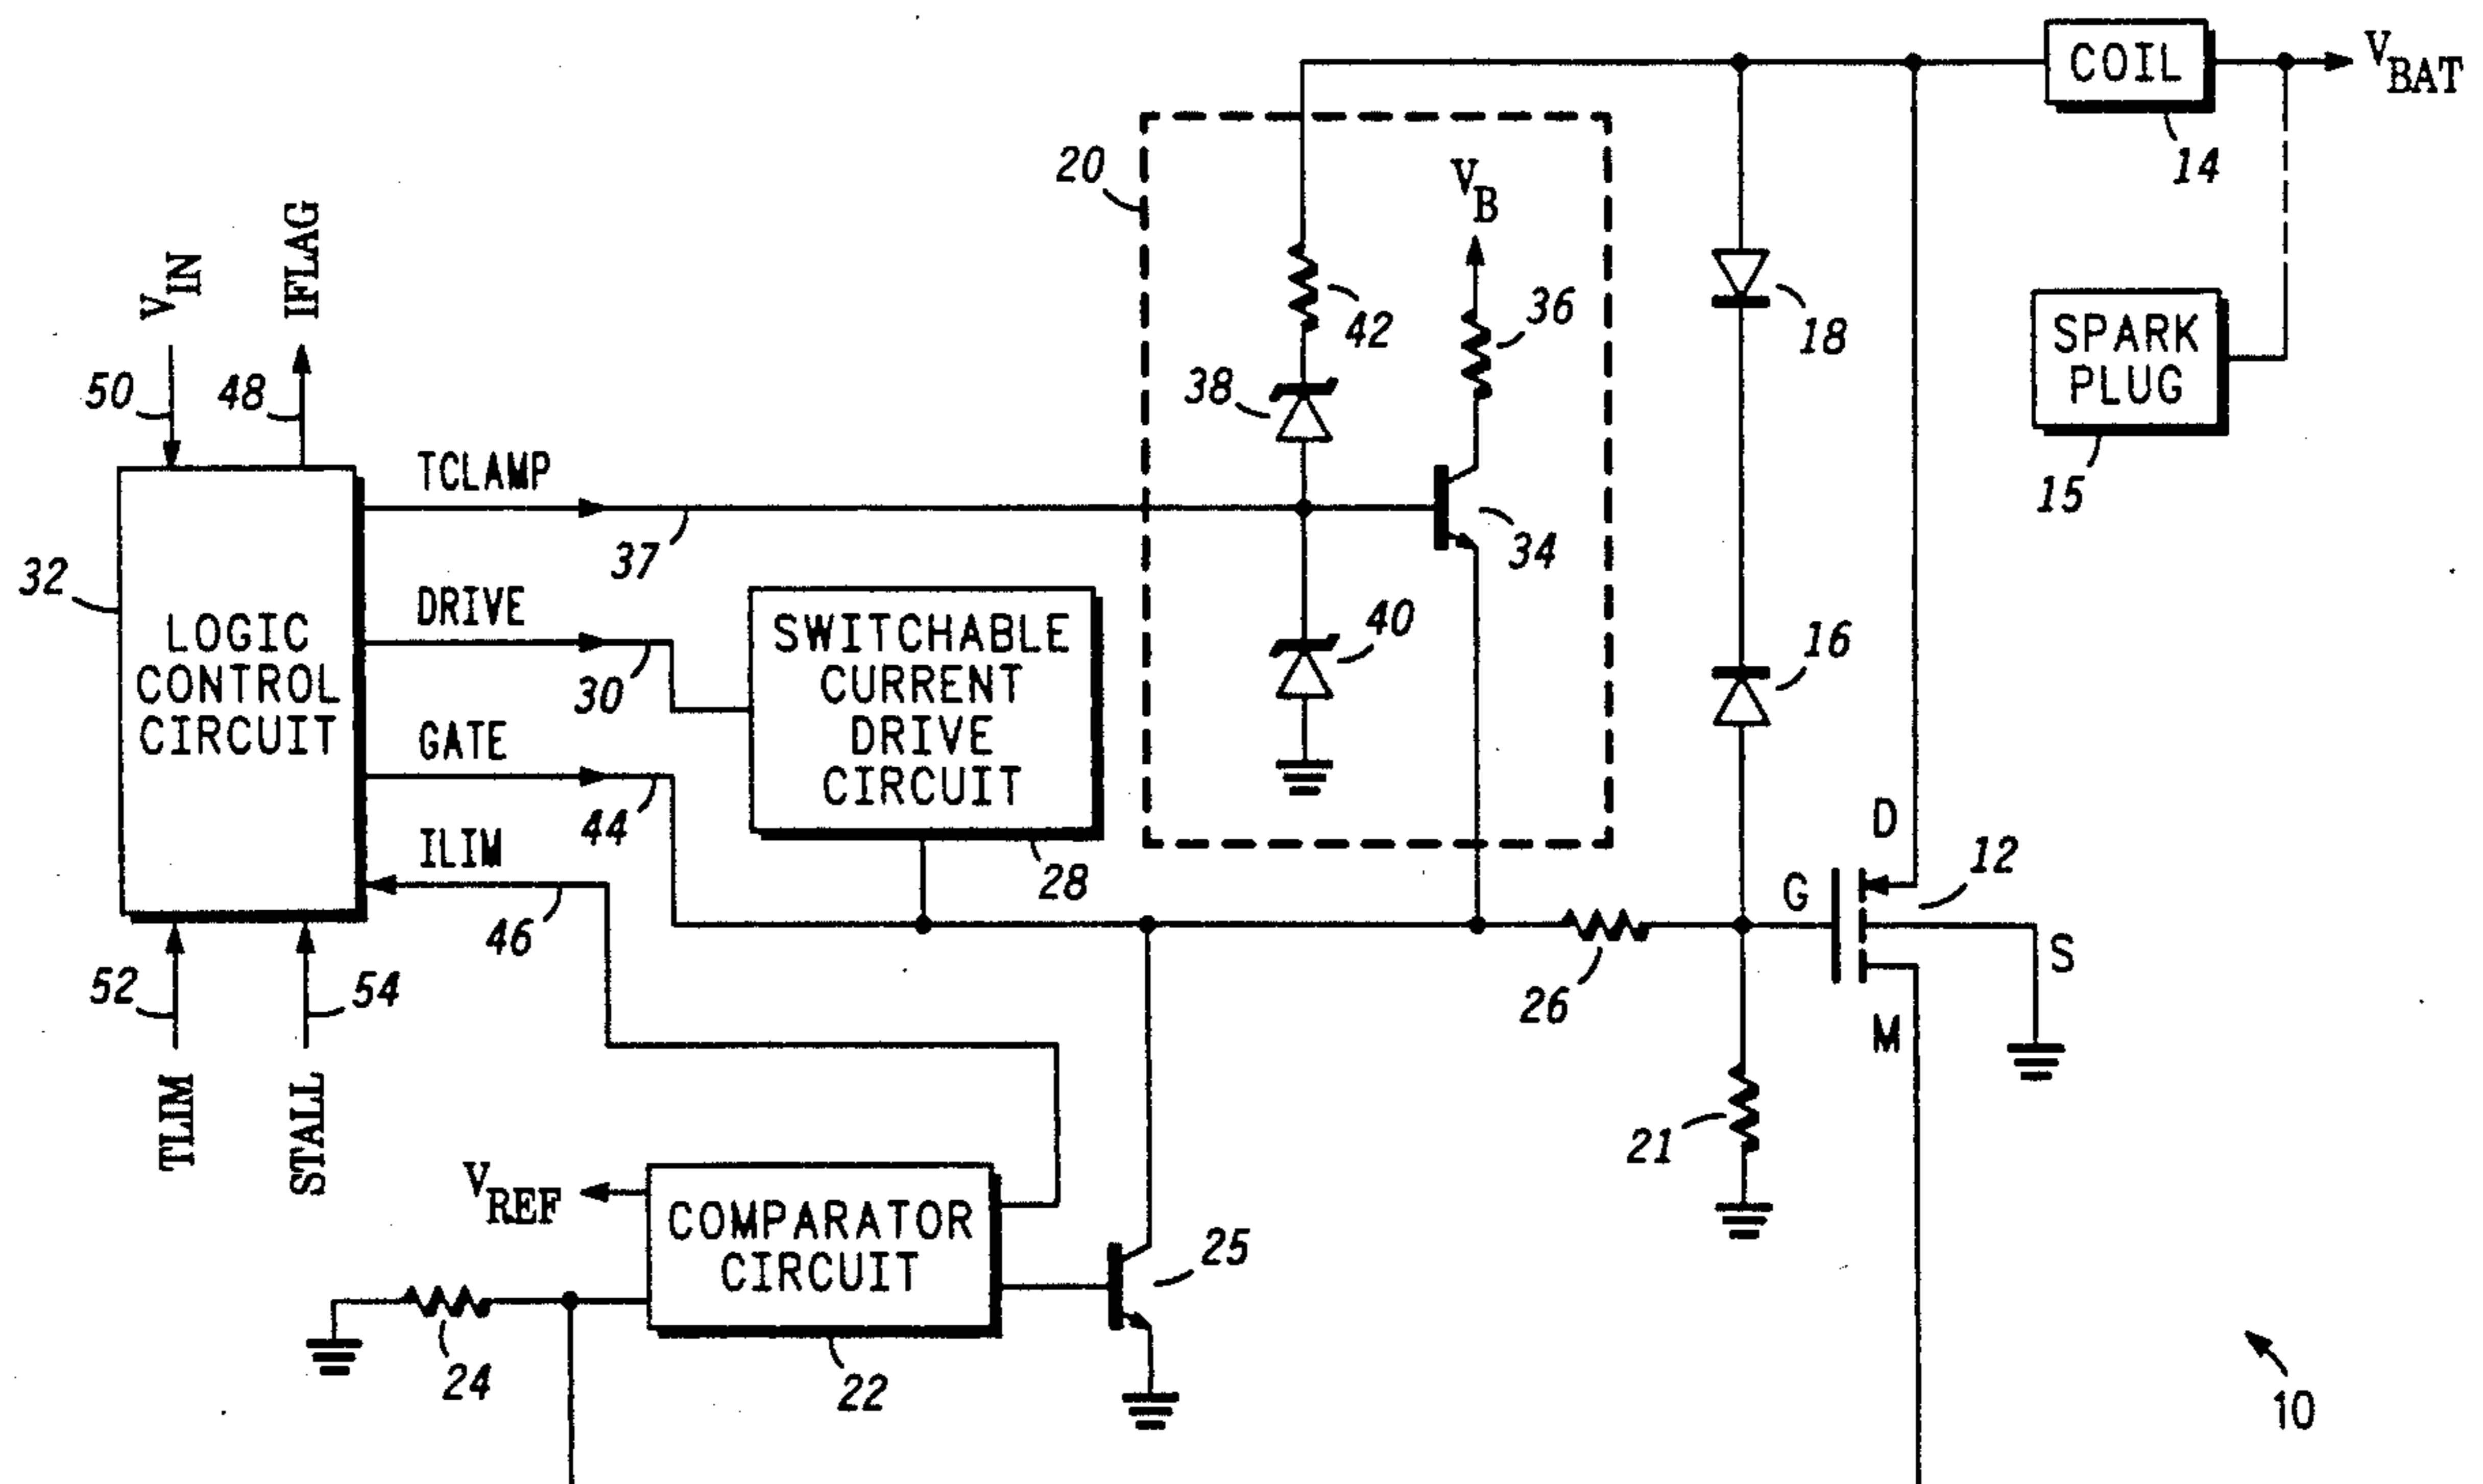 COIL
V_BAT
14
20
V_B
42
36
18
SPARK
PLUG
15
V_IN
IFLAG
50
48
38
TCLAMP
37
34
32
LOGIC
CONTROL
CIRCUIT
DRIVE
30
SWITCHABLE
CURRENT
DRIVE
CIRCUIT
28
40
16
GATE
44
ILIM
46
D
G
12
S
M
26
52
54
TLIM
STALL
21
V_REF
COMPARATOR
CIRCUIT
22
24
25
10